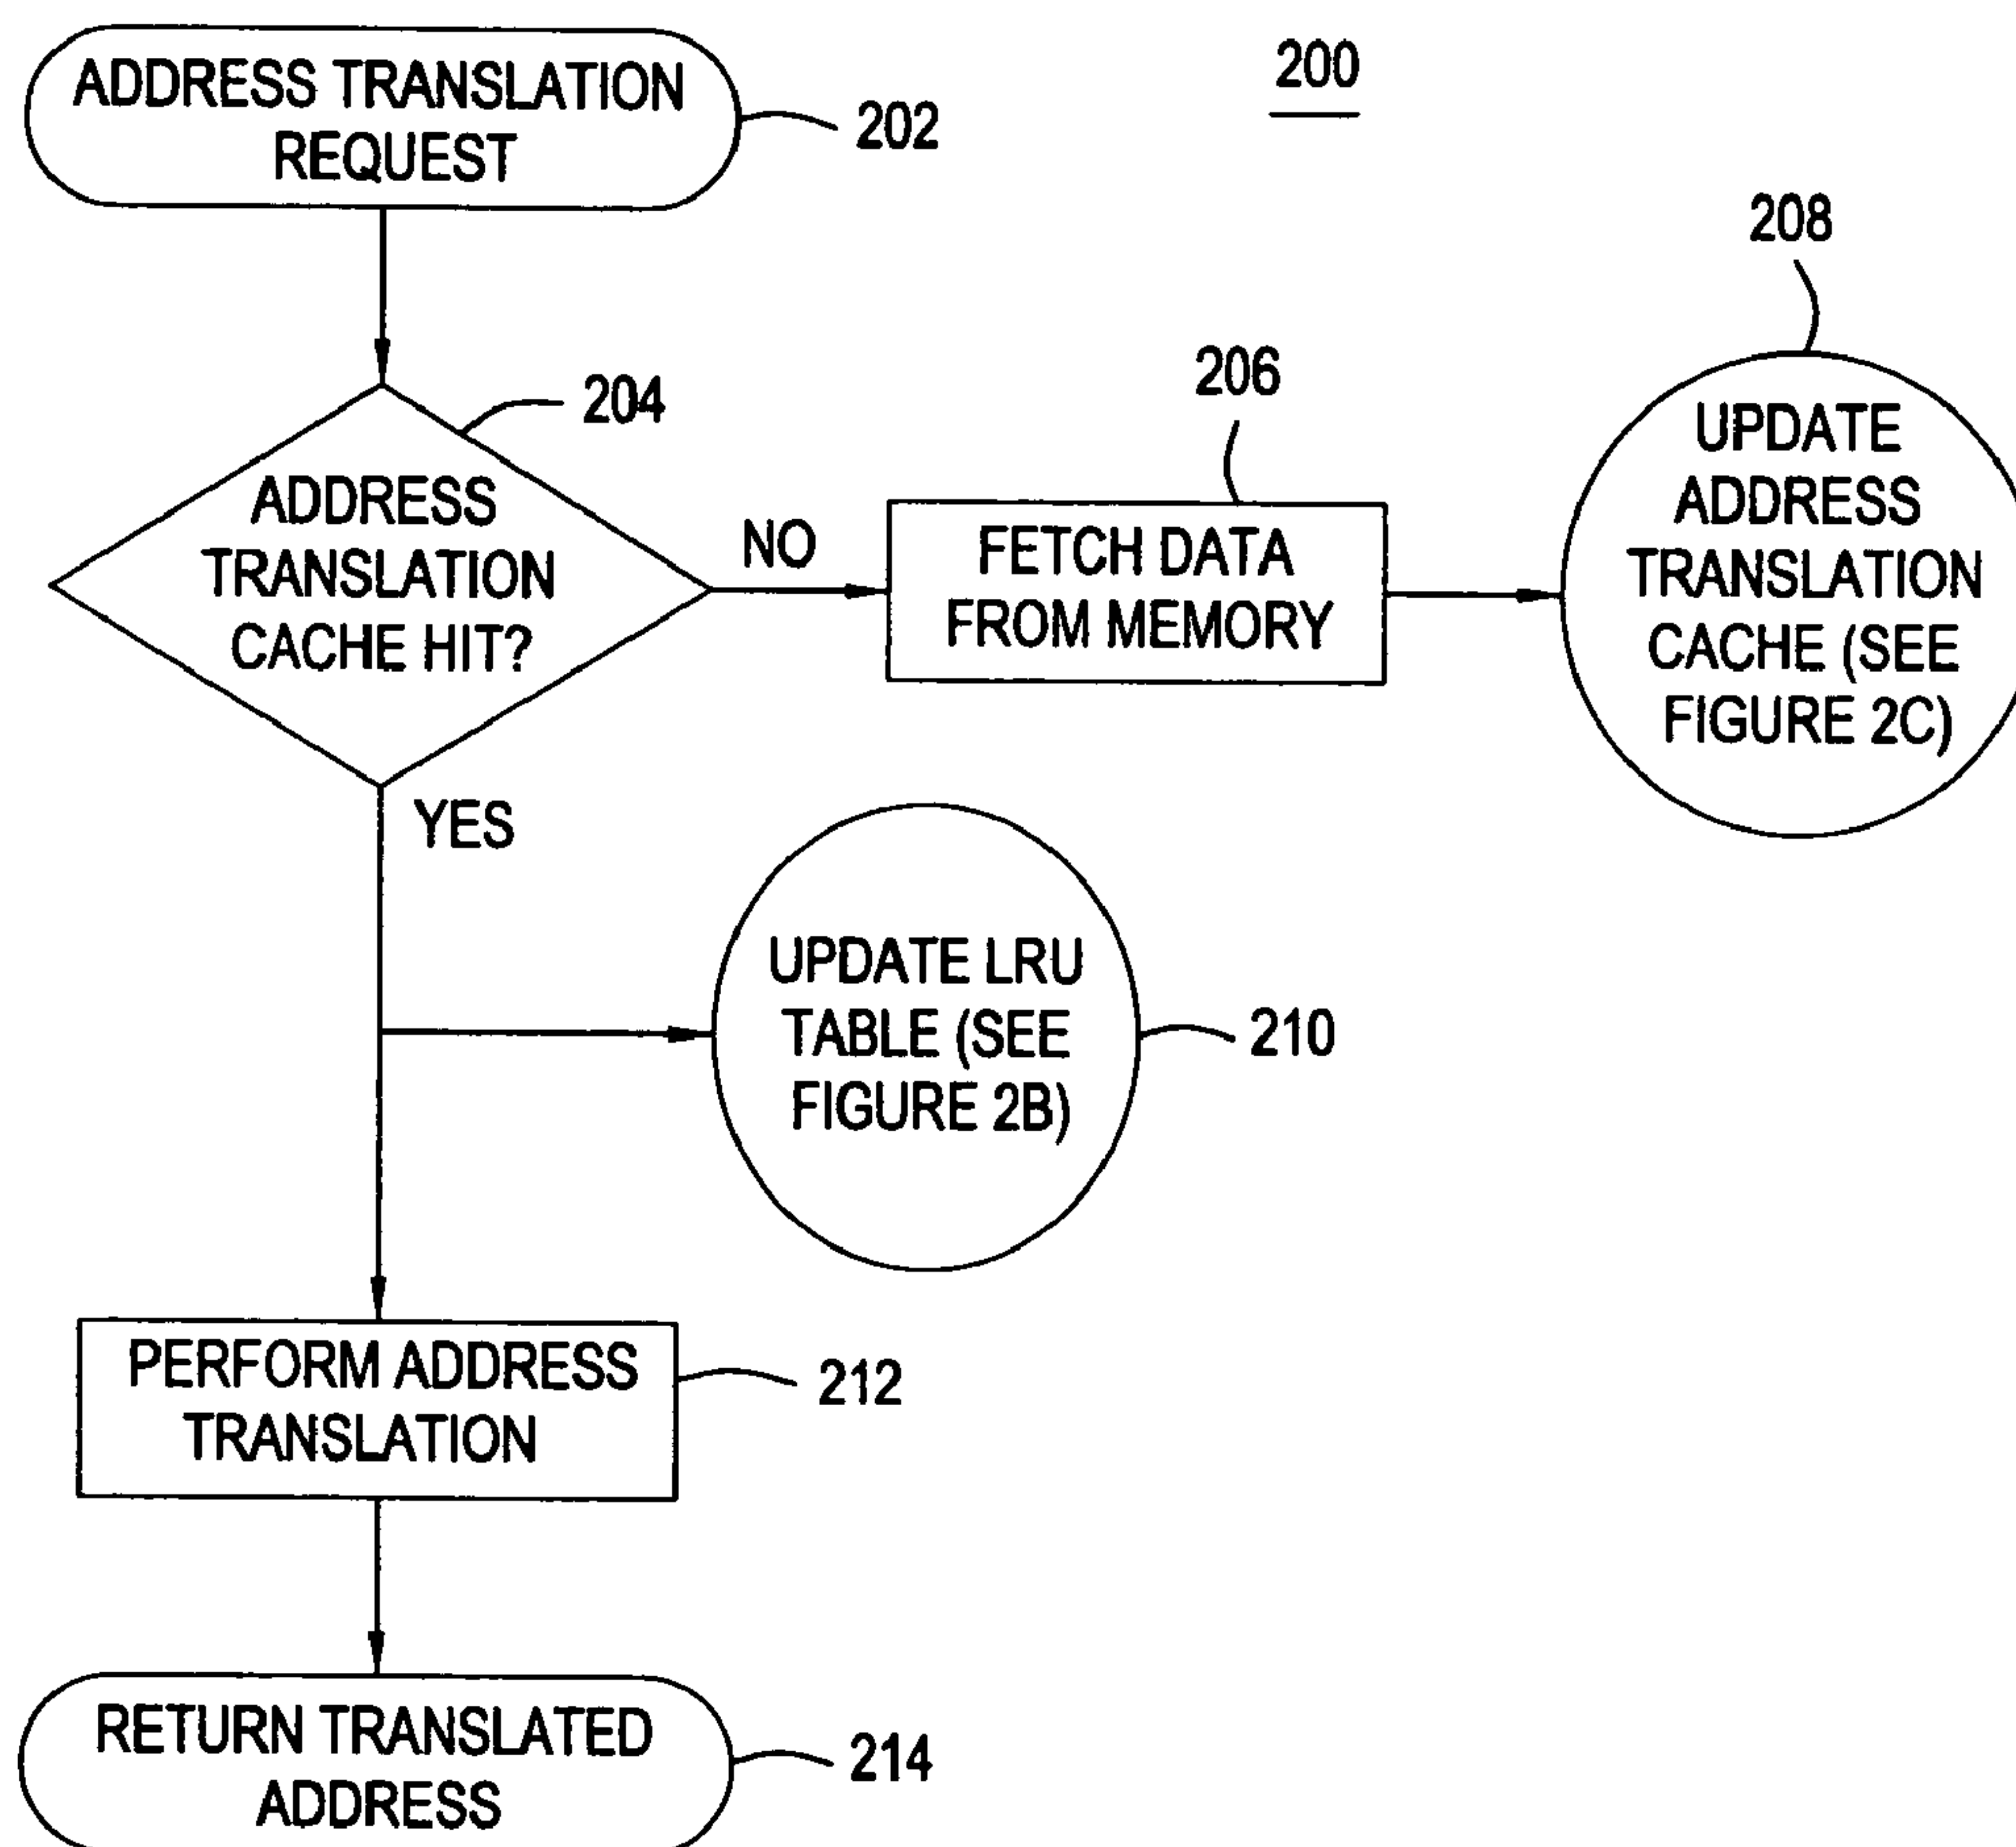 ADDRESS TRANSLATION
REQUEST
202
200
208
204
206
ADDRESS
TRANSLATION
CACHE HIT?
NO
FETCH DATA
FROM MEMORY
UPDATE
ADDRESS
TRANSLATION
CACHE (SEE
FIGURE 2C)
YES
UPDATE LRU
TABLE (SEE
FIGURE 2B)
210
PERFORM ADDRESS
TRANSLATION
212
RETURN TRANSLATED
ADDRESS
214